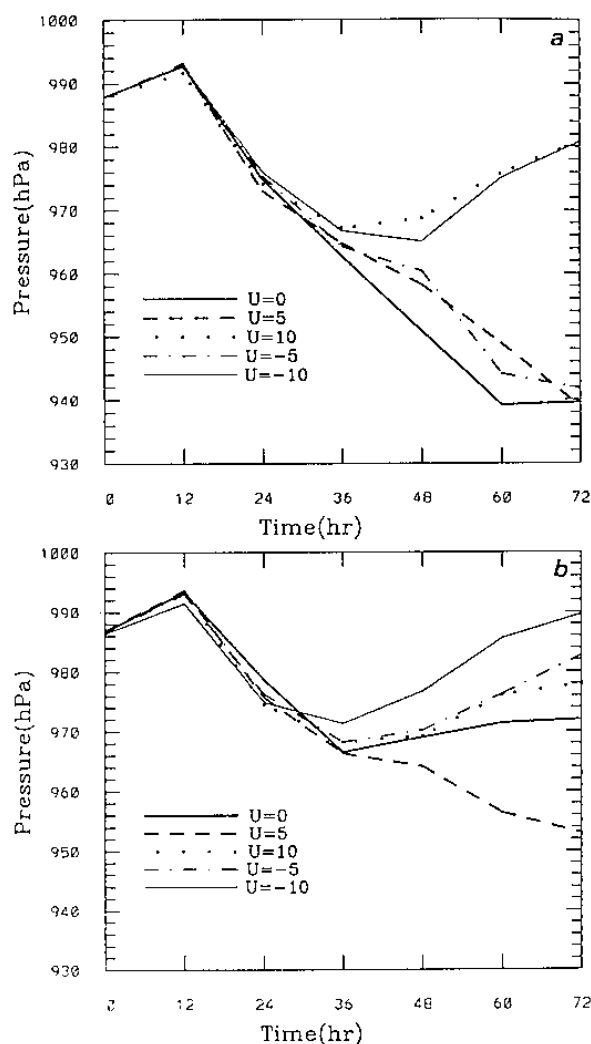 a
1000
990
980
970
960
950
940
930
Pressure(hPa)
U=0
U=5
U=10
U=-5
U=-10
0 12 24 36 48 60 72
Time(hr)
b
1000
990
980
970
960
950
940
930
Pressure(hPa)
U=0
U=5
U=10
U=-5
U=-10
0 12 24 36 48 60 72
Time(hr)